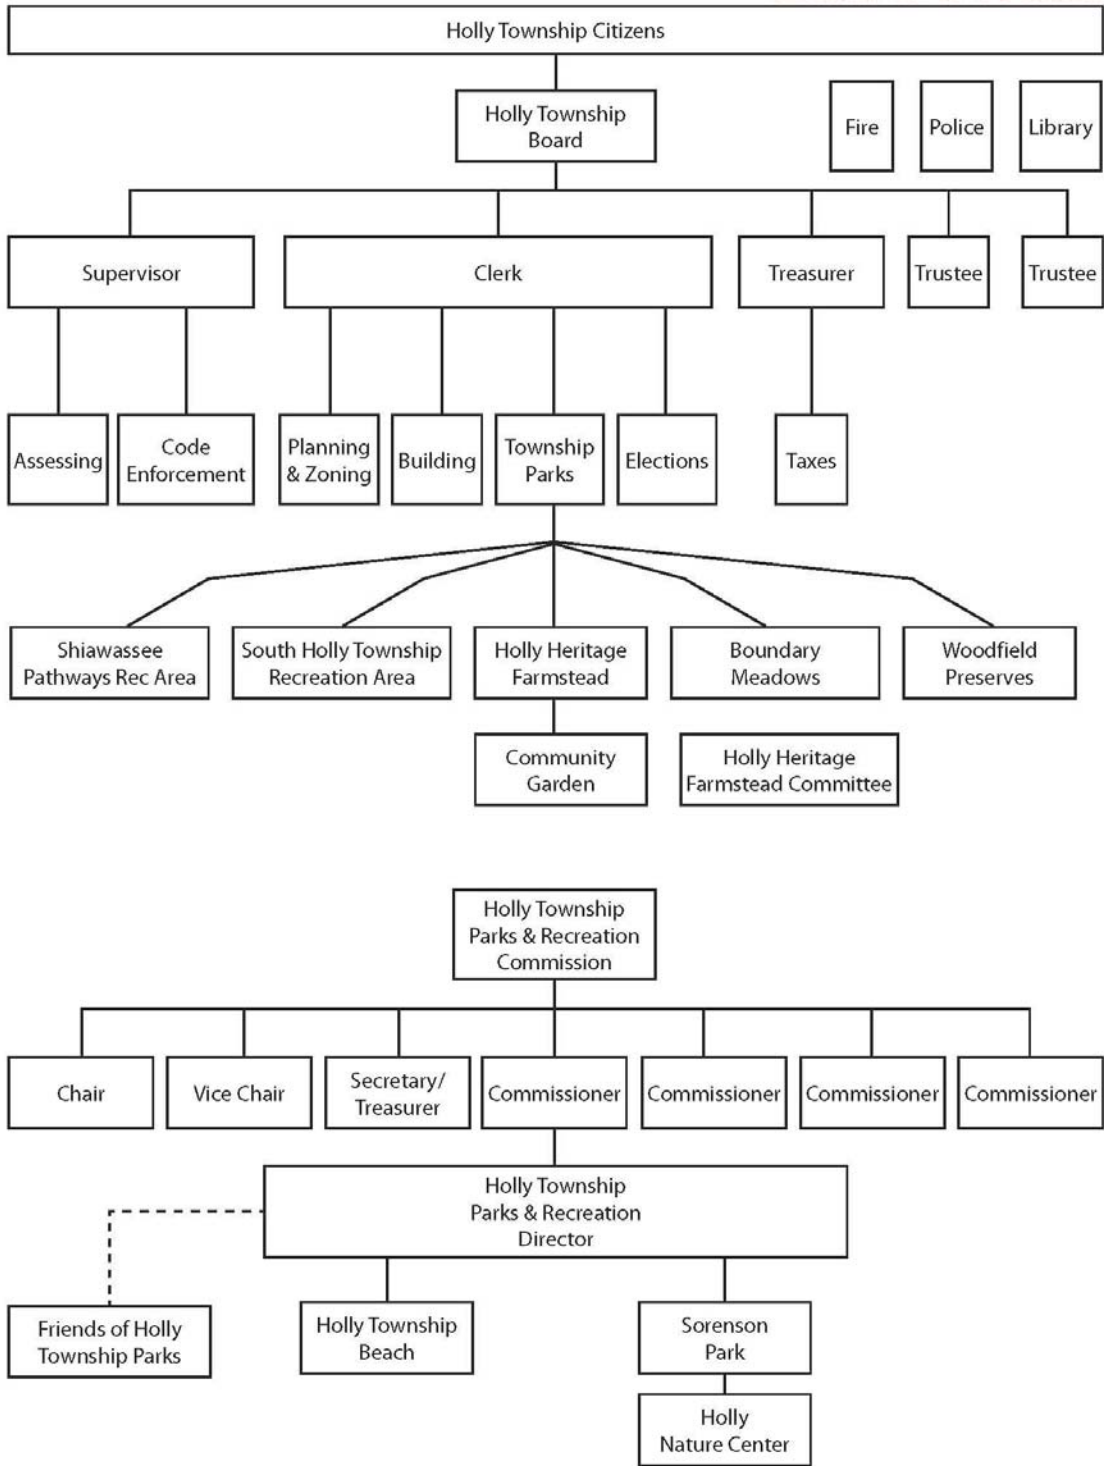 Holly Township Citizens
Holly Township
Board
Fire
Police
Library
Supervisor
Clerk
Treasurer
Trustee
Trustee
Assessing
Code
Enforcement
Planning
& Zoning
Building
Township
Parks
Elections
Taxes
Shiawassee
Pathways Rec Area
South Holly Township
Recreation Area
Holly Heritage
Farmstead
Boundary
Meadows
Woodfield
Preserves
Community
Garden
Holly Heritage
Farmstead Committee
Holly Township
Parks & Recreation
Commission
Chair
Vice Chair
Secretary/
Treasurer
Commissioner
Commissioner
Commissioner
Commissioner
Holly Township
Parks & Recreation
Director
Friends of Holly
Township Parks
Holly Township
Beach
Sorenson
Park
Holly
Nature Center